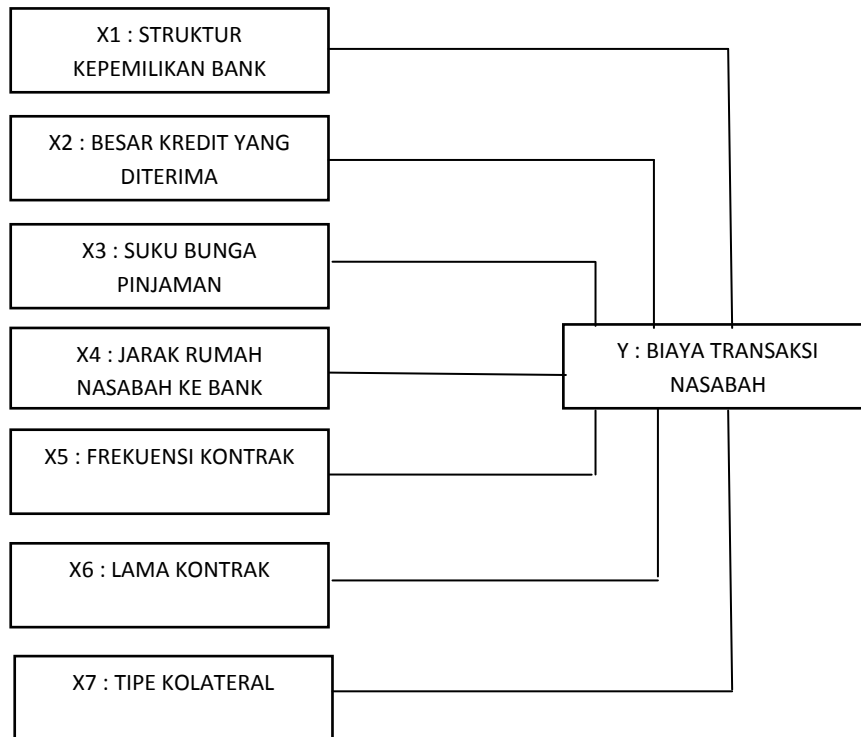 X1 : STRUKTUR
KEPEMILIKAN BANK
X2 : BESAR KREDIT YANG
DITERIMA
X3 : SUKU BUNGA
PINJAMAN
X4 : JARAK RUMAH
NASABAH KE BANK
Y : BIAYA TRANSAKSI
NASABAH
X5 : FREKUENSI KONTRAK
X6 : LAMA KONTRAK
X7 : TIPE KOLATERAL